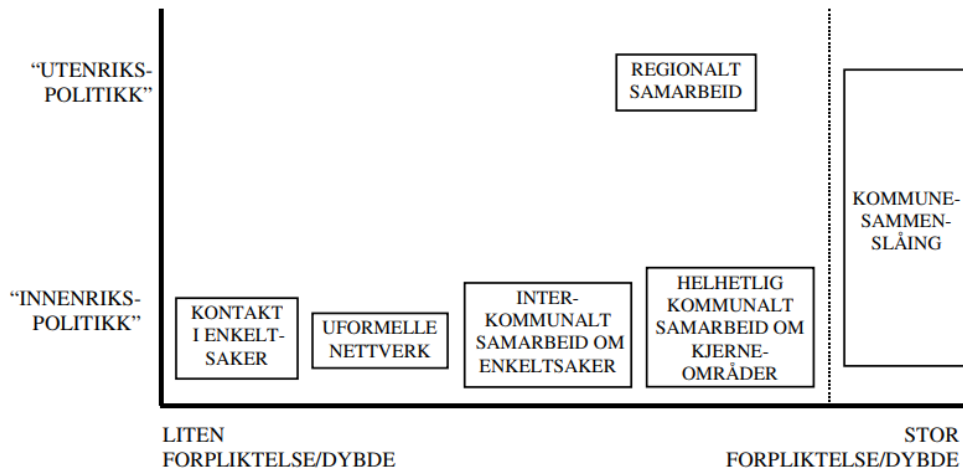 “UTENRIKS-
POLITIKK”
REGIONALT
SAMARBEID
KOMMUNE-
SAMMEN-
SLÅING
“INNENRIKS-
POLITIKK”
KONTAKT
I ENKELT-
SAKER
UFORMELLE
NETTVERK
INTER-
KOMMUNALT
SAMARBEID OM
ENKELTSAKER
HELHETLIG
KOMMUNALT
SAMARBEID OM
KJERNE-
OMRÅDER
LITEN
FORPLIKTELSE/DYBDE
STOR
FORPLIKTELSE/DYBDE